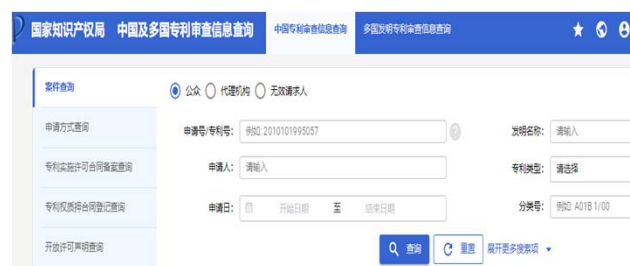 国家知识产权局 中国及多国专利审查信息查询 中国专利审查信息查询 多国发明专利审查信息查询
案件查询
公众 代理机构 无效请求人
申请方式查询
申请号/专利号: 例如: 2010101995057 发明名称: 请输入
专利实施许可合同备案查询
申请人: 请输入 专利类型: 请选择
专利权质押合同登记查询
申请日: 开始日期 至 结束日期 分类号: 例如: A01B 1/00
开放许可声明查询
查询 重置 展开更多搜索项